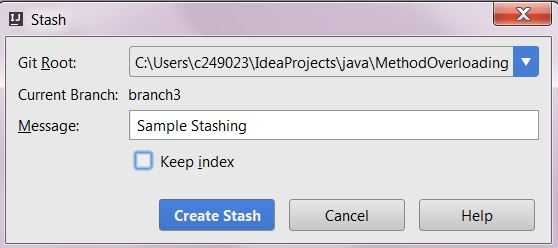 IJ Stash
Git Root: C:\Users\c249023\IdeaProjects\java\MethodOverloading
Current Branch: branch3
Message: Sample Stashing
Keep index
Create Stash Cancel Help